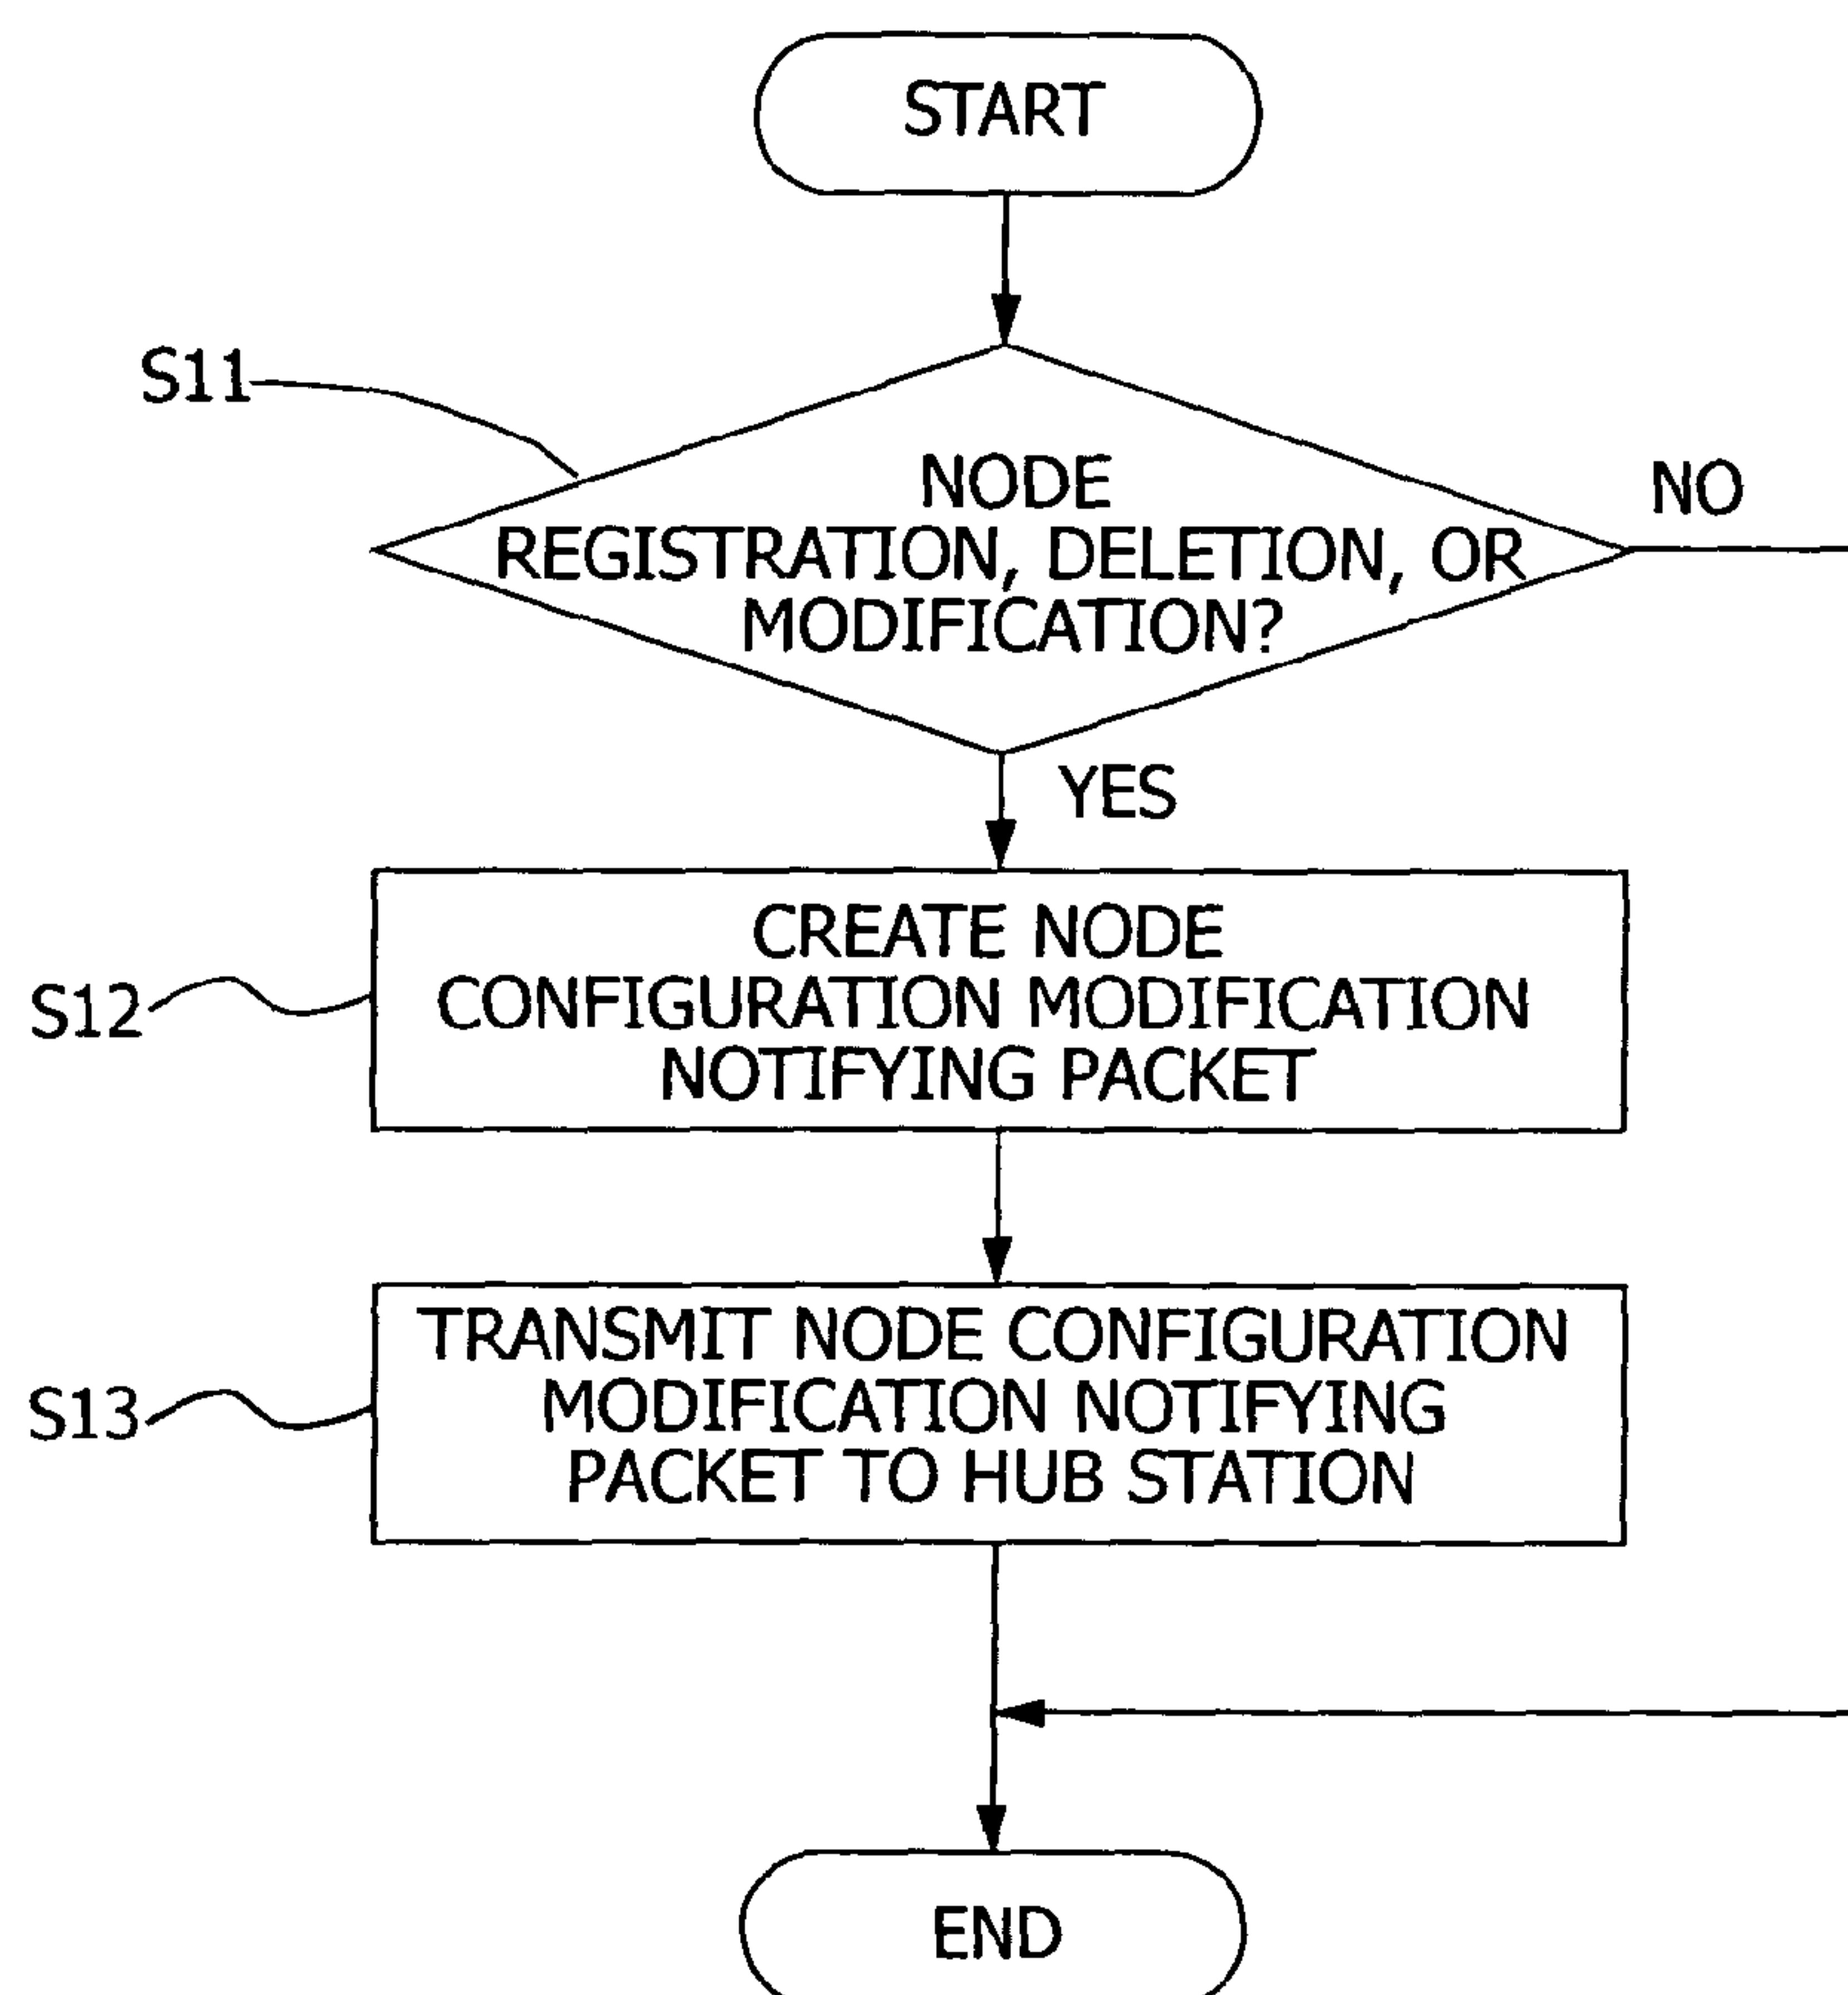 START
S11
NODE
REGISTRATION, DELETION, OR
MODIFICATION?
NO
YES
S12
CREATE NODE
CONFIGURATION MODIFICATION
NOTIFYING PACKET
S13
TRANSMIT NODE CONFIGURATION
MODIFICATION NOTIFYING
PACKET TO HUB STATION
END